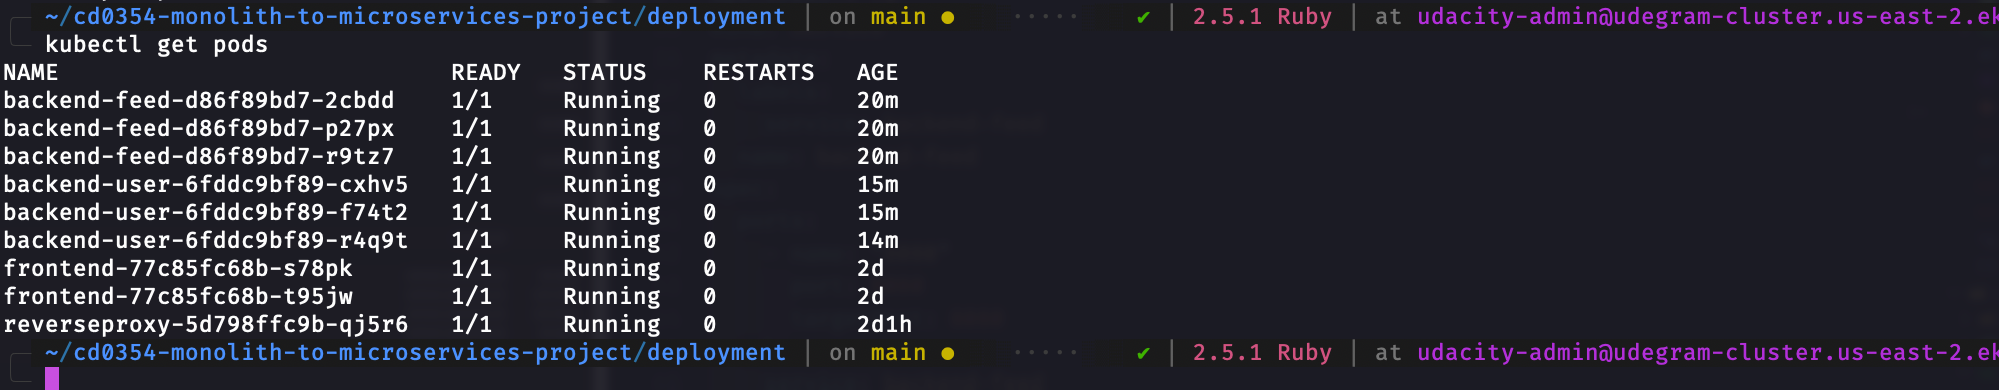 ~/cd0354-monolith-to-microservices-project/deployment | on main ● ····· ✔ | 2.5.1 Ruby | at udacity-admin@udegram-cluster.us-east-2.ek
kubectl get pods
NAME READY STATUS RESTARTS AGE
backend-feed-d86f89bd7-2cbdd 1/1 Running 0 20m
backend-feed-d86f89bd7-p27px 1/1 Running 0 20m
backend-feed-d86f89bd7-r9tz7 1/1 Running 0 20m
backend-user-6fddc9bf89-cxhv5 1/1 Running 0 15m
backend-user-6fddc9bf89-f74t2 1/1 Running 0 15m
backend-user-6fddc9bf89-r4q9t 1/1 Running 0 14m
frontend-77c85fc68b-s78pk 1/1 Running 0 2d
frontend-77c85fc68b-t95jw 1/1 Running 0 2d
reverseproxy-5d798ffc9b-qj5r6 1/1 Running 0 2d1h
~/cd0354-monolith-to-microservices-project/deployment | on main ● ····· ✔ | 2.5.1 Ruby | at udacity-admin@udegram-cluster.us-east-2.ek